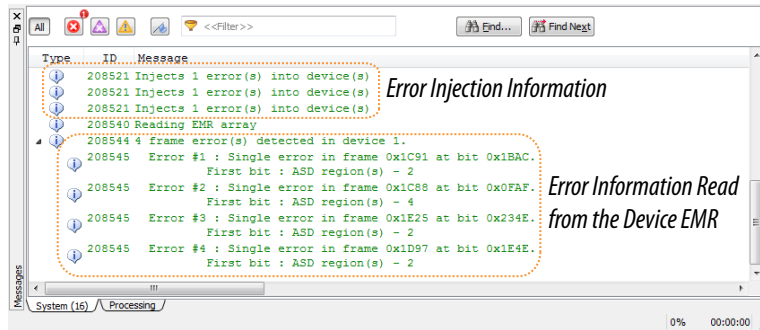 All
<<Filter>>
Find...
Find Next
Type ID Message
208521 Injects 1 error(s) into device(s)
208521 Injects 1 error(s) into device(s)
208521 Injects 1 error(s) into device(s)
Error Injection Information
208540 Reading EMR array
208544 4 frame error(s) detected in device 1.
208545 Error #1 : Single error in frame 0x1C91 at bit 0x1BAC.
First bit : ASD region(s) - 2
208545 Error #2 : Single error in frame 0x1C88 at bit 0x0FAF.
First bit : ASD region(s) - 4
208545 Error #3 : Single error in frame 0x1E25 at bit 0x234E.
First bit : ASD region(s) - 2
208545 Error #4 : Single error in frame 0x1D97 at bit 0x1E4E.
First bit : ASD region(s) - 2
Error Information Read
from the Device EMR
Messages
System (16)
Processing
0% 00:00:00